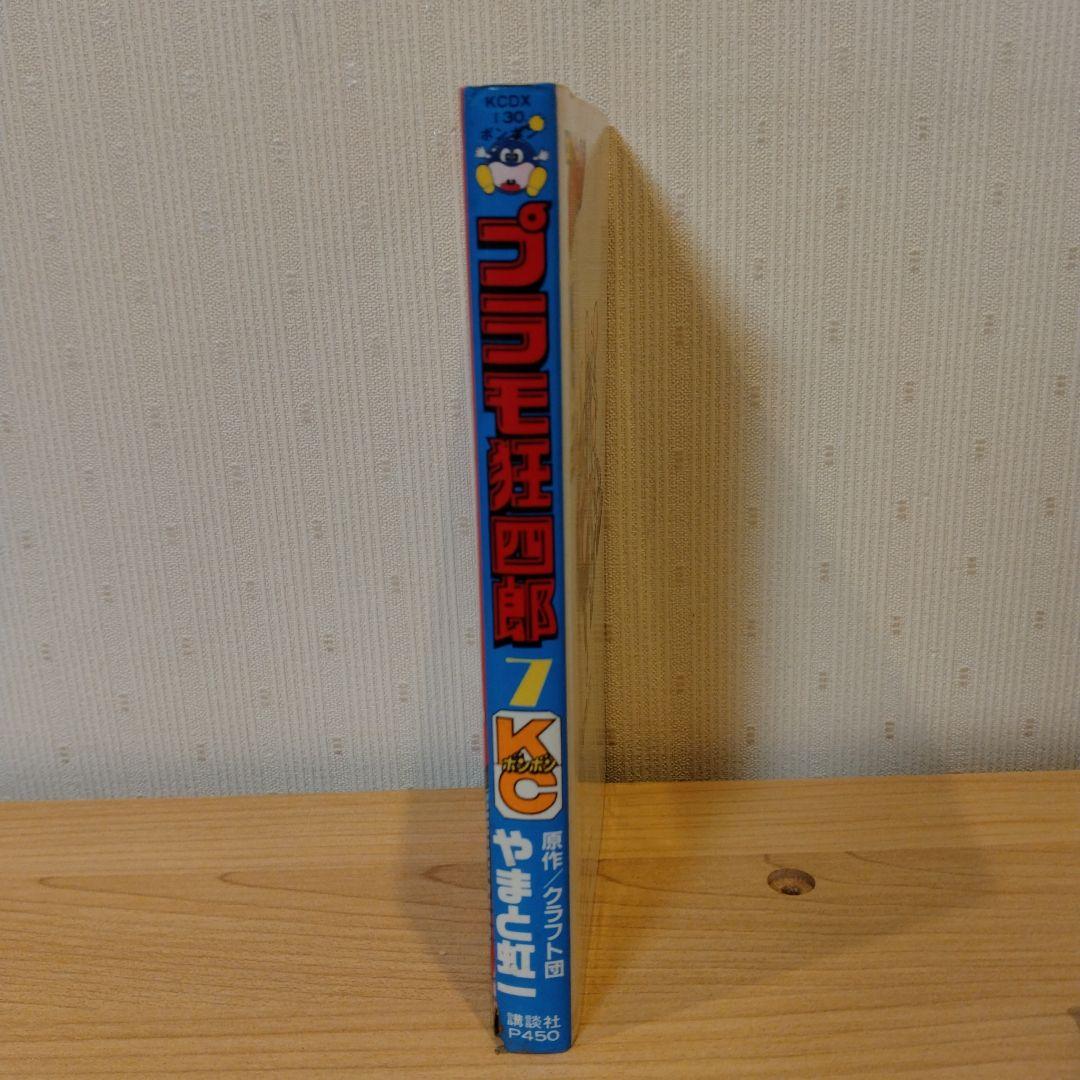 KCDX
130
ボンボン
プラモ狂四郎
7
KC
ボンボン
原作/クラフト団
やまと虹一
講談社
P450